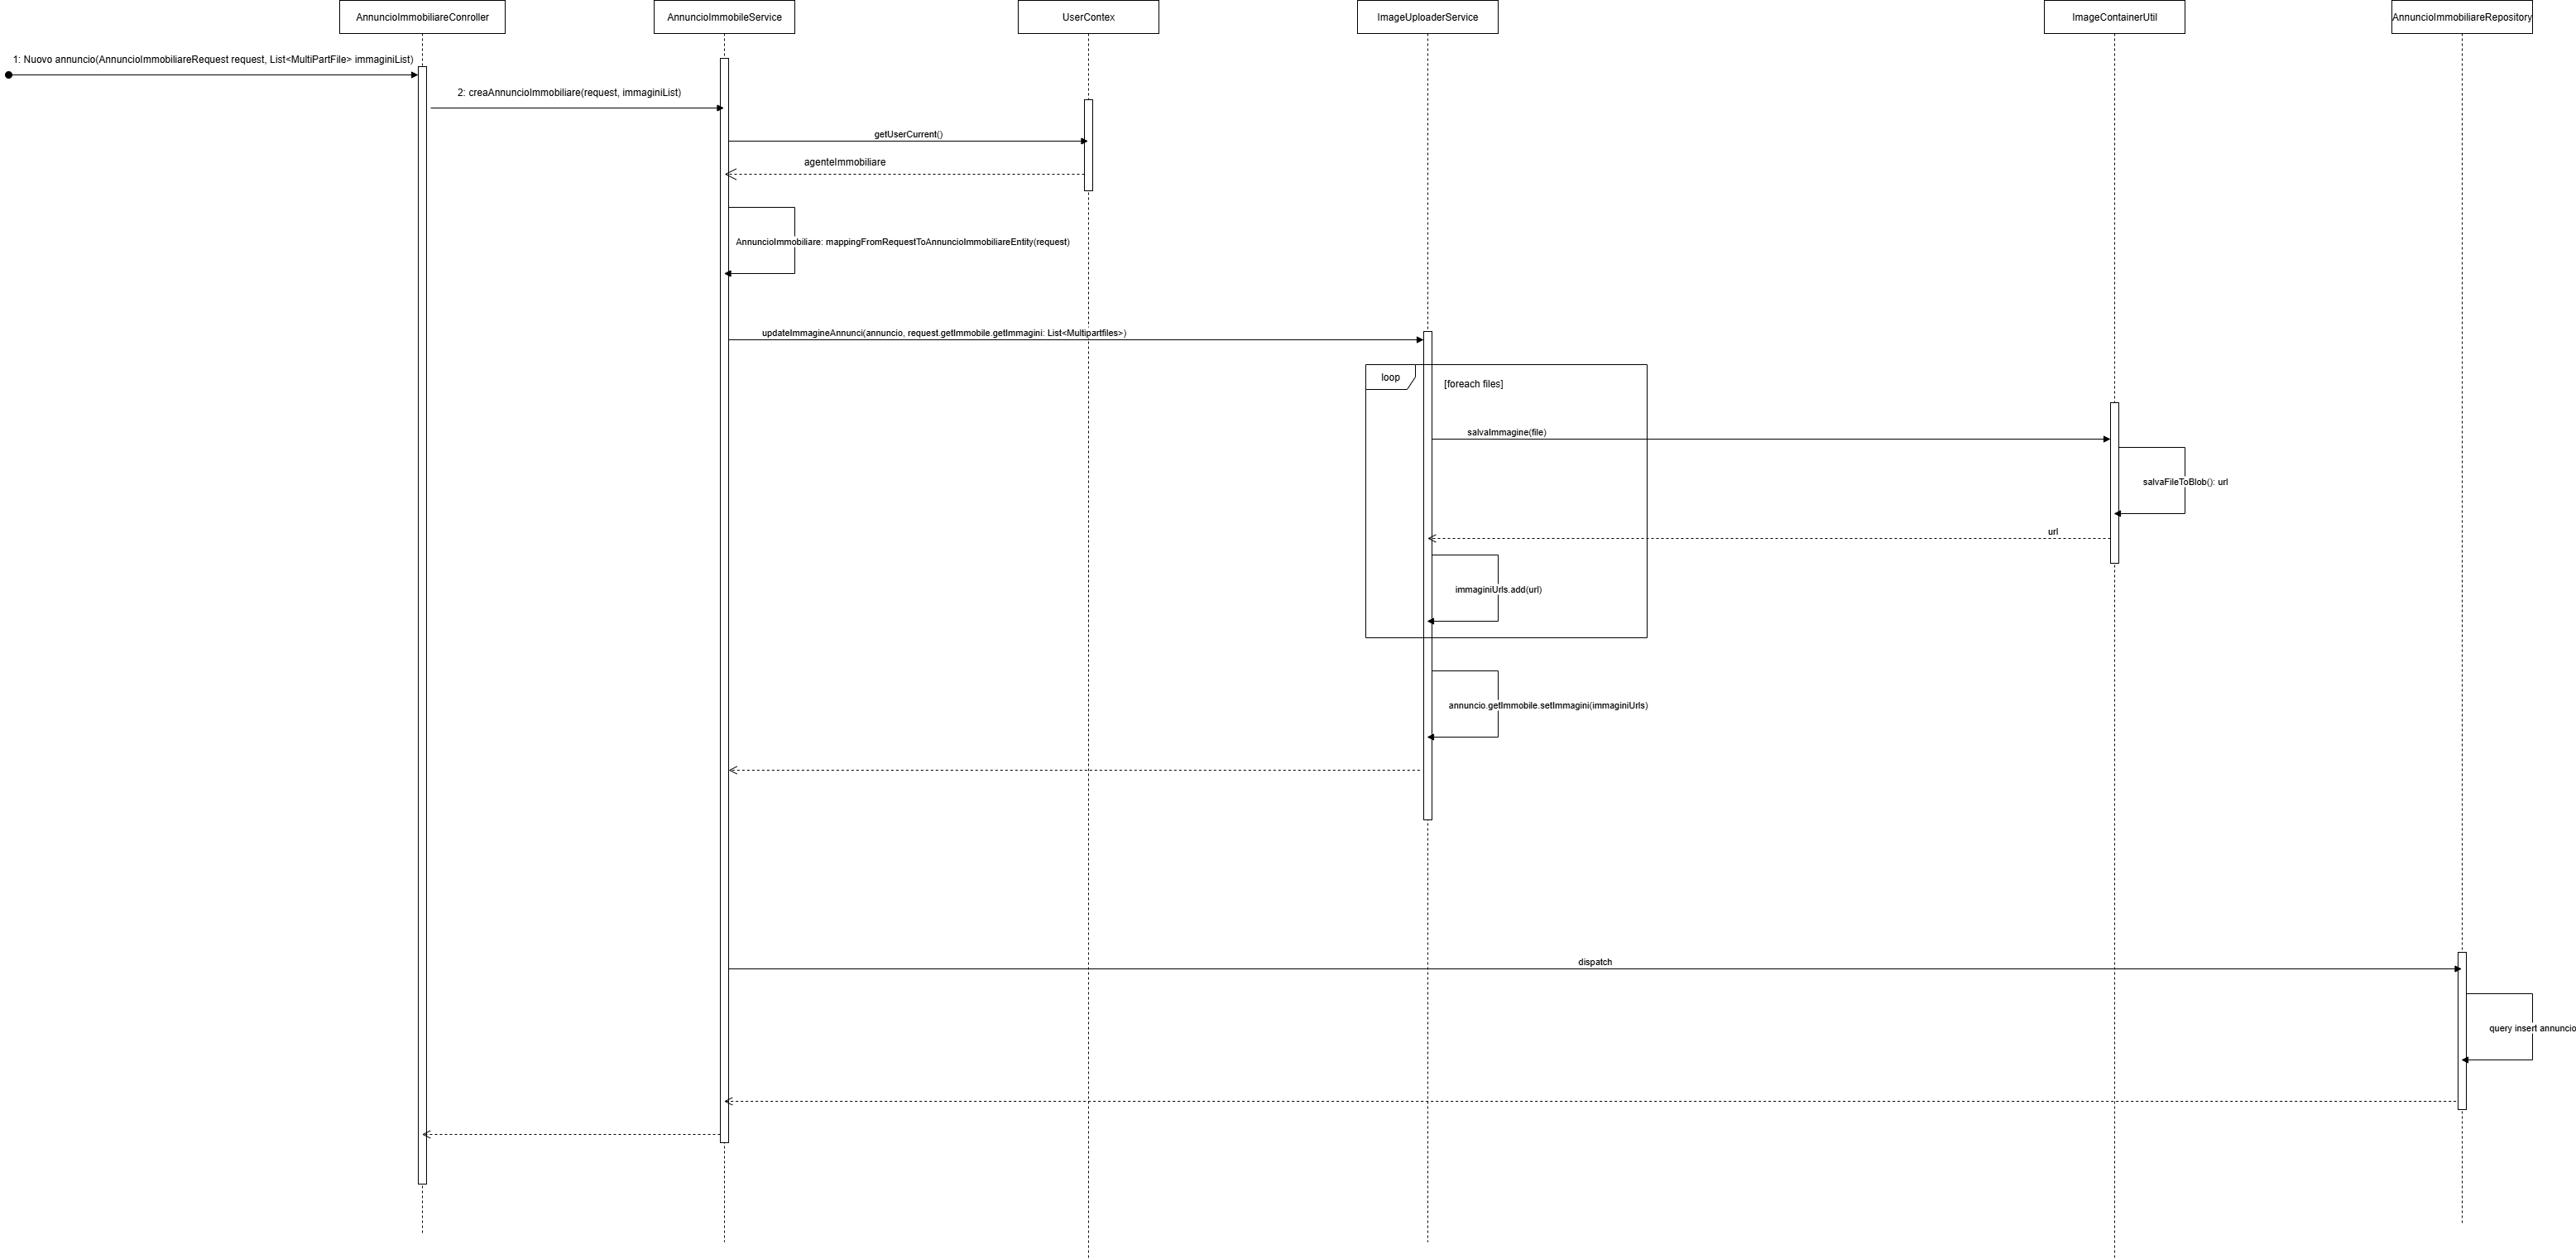 AnnuncioImmobiliareConroller
AnnuncioImmobileService
UserContex
ImageUploaderService
ImageContainerUtil
AnnuncioImmobiliareRepository
1: Nuovo annuncio(AnnuncioImmobiliareRequest request, List<MultiPartFile> immaginiList)
2: creaAnnuncioImmobiliare(request, immaginiList)
getUserCurrent()
agenteImmobiliare
AnnuncioImmobiliare: mappingFromRequestToAnnuncioImmobiliareEntity(request)
updateImmagineAnnunci(annuncio, request.getImmobile.getImmagini: List<Multipartfiles>)
loop
[foreach files]
salvaImmagine(file)
salvaFileToBlob(): url
url
immaginiUrls.add(url)
annuncio.getImmobile.setImmagini(immaginiUrls)
dispatch
query insert annuncio